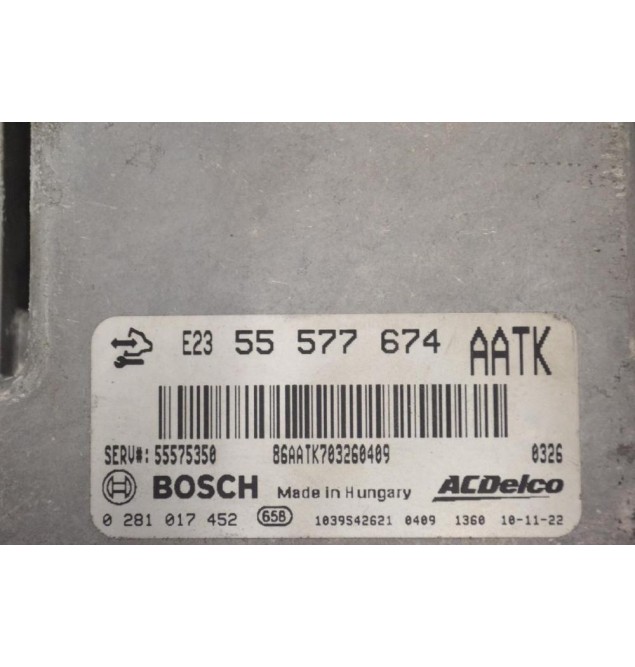 E23 55 577 674 AATK
SERV#: 55575350 86AATK703260409 0326
BOSCH Made in Hungary ACDelco
0 281 017 452 658 1039S42621 0409 1360 10-11-22